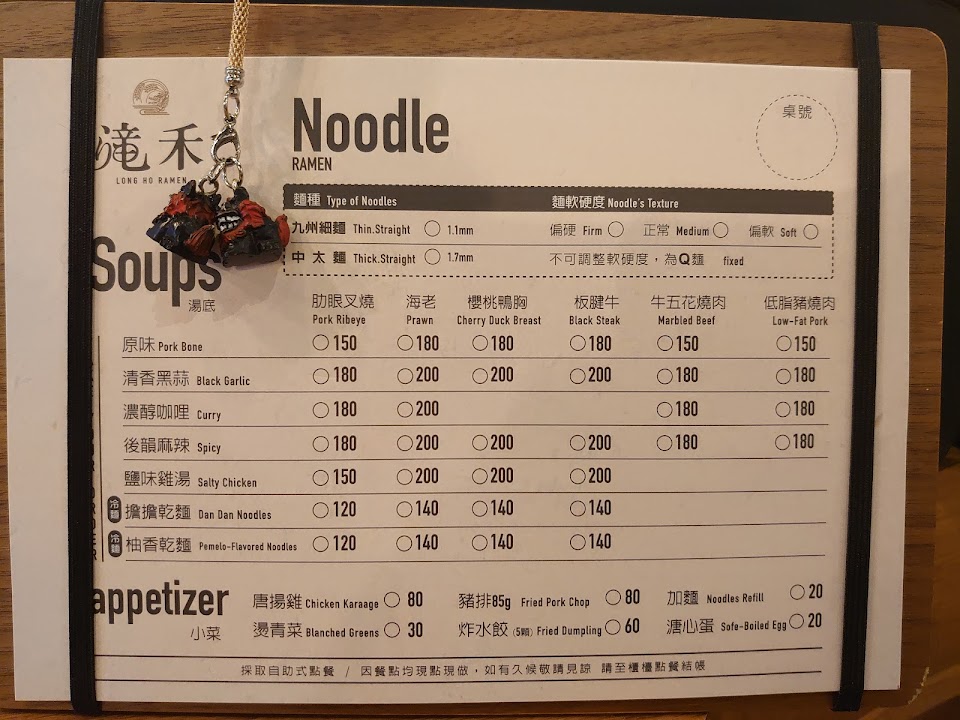 滝禾
LONG HO RAMEN
Noodle
RAMEN
桌號
麵種 Type of Noodles 麵軟硬度 Noodle's Texture
九州細麵 Thin.Straight 1.1mm 偏硬 Firm 正常 Medium 偏軟 Soft
中太麵 Thick.Straight 1.7mm 不可調整軟硬度，為Q麵 fixed
Soups
湯底
肋眼叉燒 海老 櫻桃鴨胸 板腱牛 牛五花燒肉 低脂豬燒肉
Pork Ribeye Prawn Cherry Duck Breast Black Steak Marbled Beef Low-Fat Pork
原味 Pork Bone 150 180 180 180 150 150
清香黑蒜 Black Garlic 180 200 200 200 180 180
濃醇咖哩 Curry 180 200 180 180
後韻麻辣 Spicy 180 200 200 200 180 180
鹽味雞湯 Salty Chicken 150 200 200 200
冷麵 擔擔乾麵 Dan Dan Noodles 120 140 140 140
冷麵 柚香乾麵 Pemelo-Flavored Noodles 120 140 140 140
appetizer
小菜
唐揚雞 Chicken Karaage 80 豬排85g Fried Pork Chop 80 加麵 Noodles Refill 20
燙青菜 Blanched Greens 30 炸水餃（5顆）Fried Dumpling 60 溏心蛋 Sofe-Boiled Egg 20
採取自助式點餐 / 因餐點均現點現做，如有久候敬請見諒 請至櫃檯點餐結帳